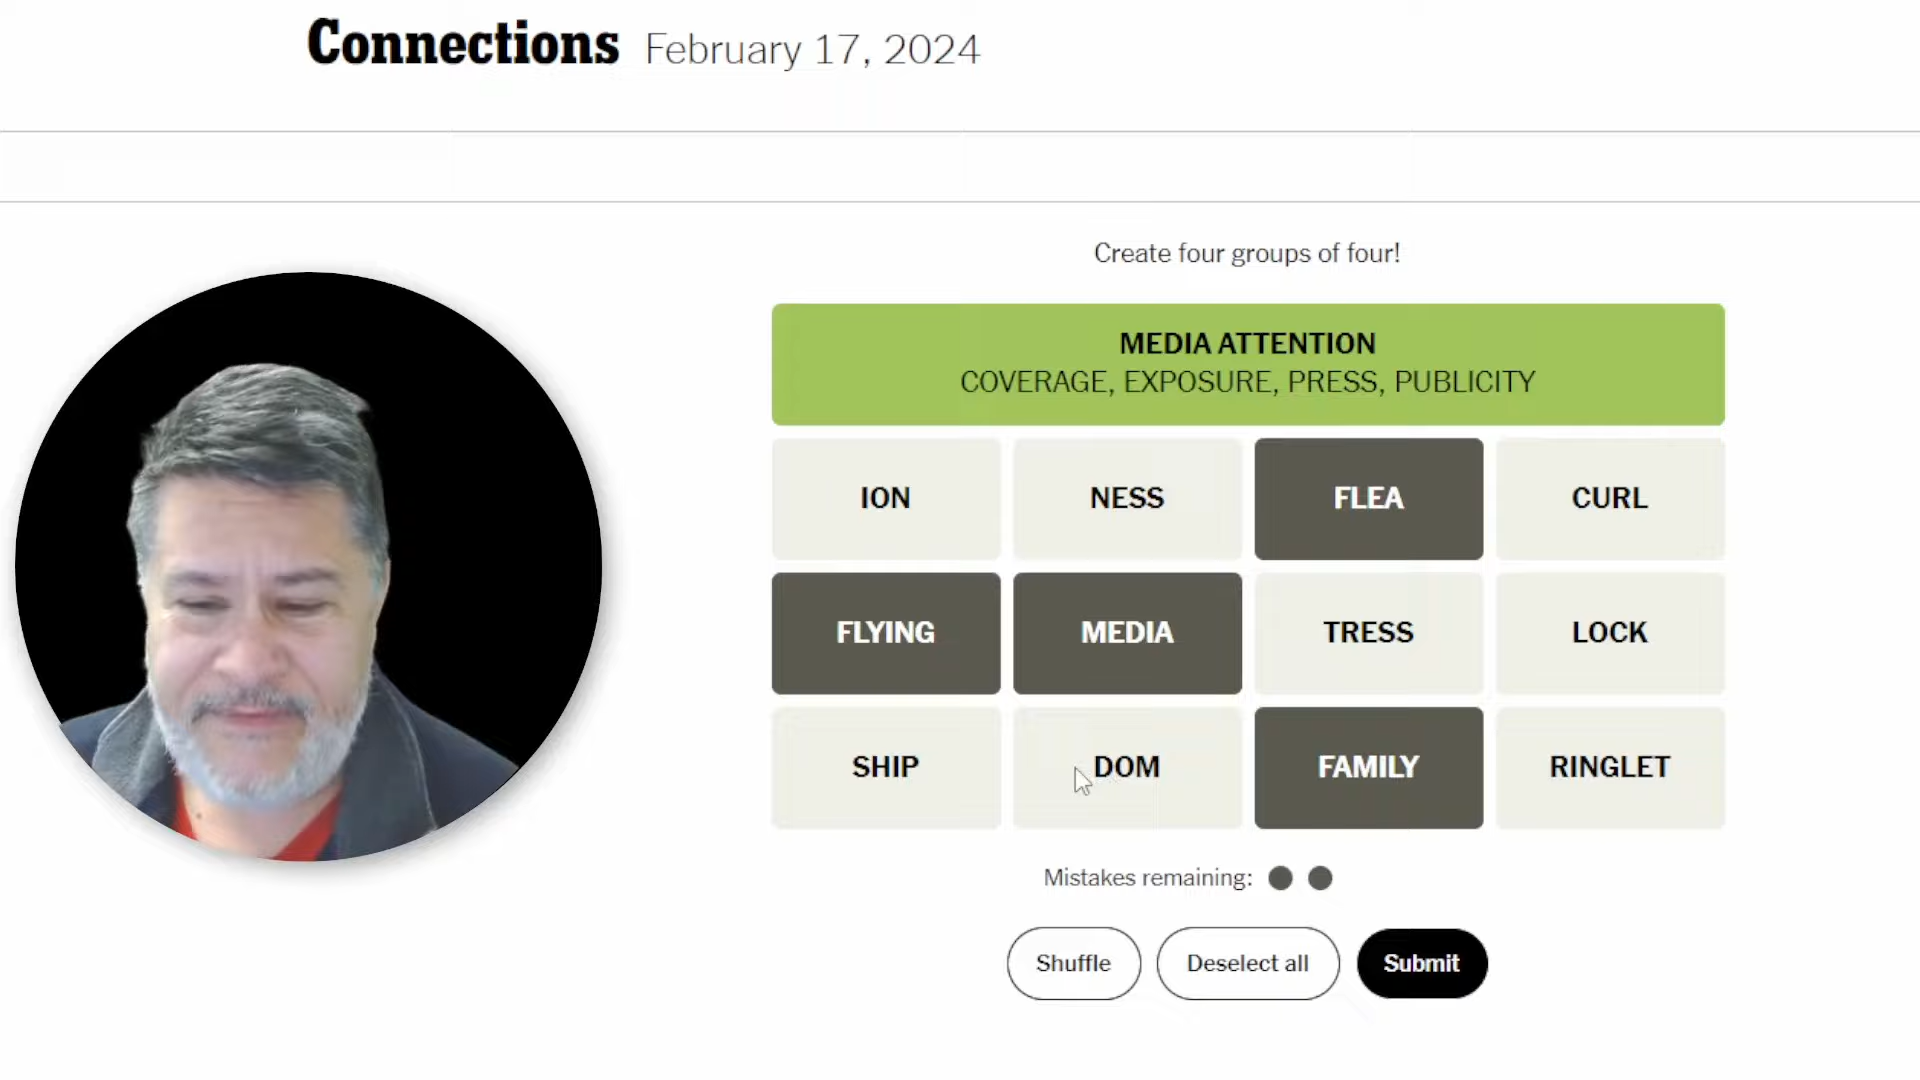 Connections February 17, 2024
Create four groups of four!
MEDIA ATTENTION
COVERAGE, EXPOSURE, PRESS, PUBLICITY
ION NESS FLEA CURL
FLYING MEDIA TRESS LOCK
SHIP DOM FAMILY RINGLET
Mistakes remaining:
Shuffle Deselect all Submit